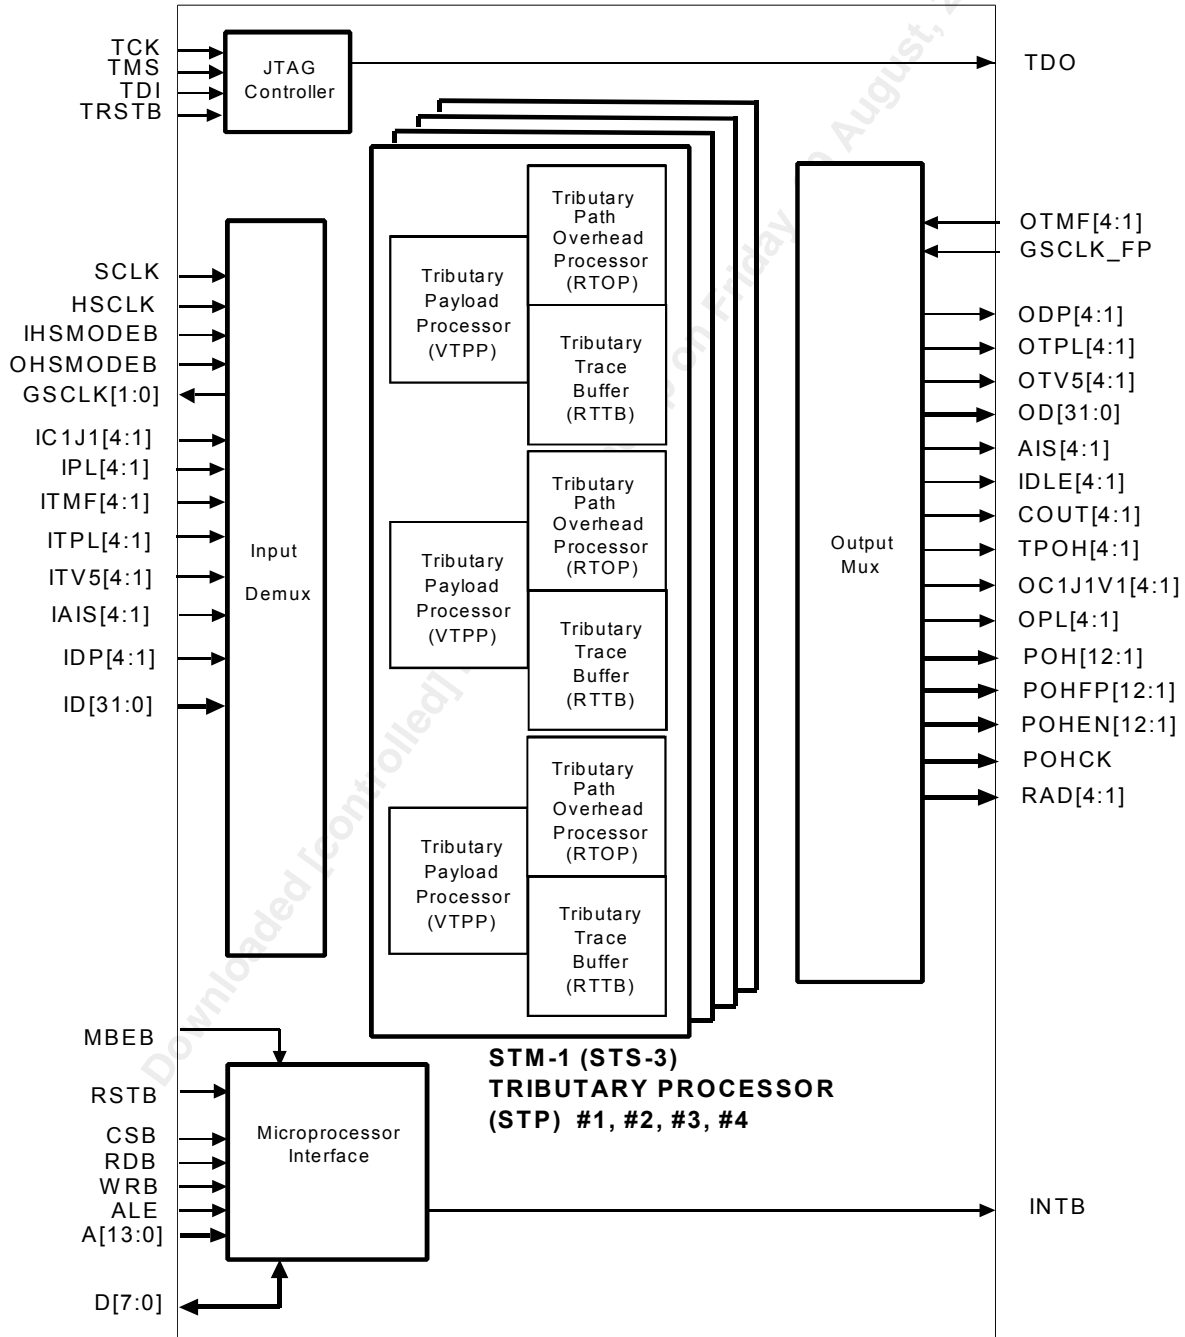 TCK
TMS
TDI
TRSTB
JTAG
Controller
TDO
SCLK
HSCLK
IHSMODEB
OHSMODEB
GSCLK[1:0]
IC1J1[4:1]
IPL[4:1]
ITMF[4:1]
ITPL[4:1]
ITV5[4:1]
IAIS[4:1]
IDP[4:1]
ID[31:0]
Input
Demux
Tributary
Payload
Processor
(VTPP)
Tributary
Path
Overhead
Processor
(RTOP)
Tributary
Trace
Buffer
(RTTB)
Tributary
Payload
Processor
(VTPP)
Tributary
Path
Overhead
Processor
(RTOP)
Tributary
Trace
Buffer
(RTTB)
Tributary
Payload
Processor
(VTPP)
Tributary
Path
Overhead
Processor
(RTOP)
Tributary
Trace
Buffer
(RTTB)
STM-1 (STS-3)
TRIBUTARY PROCESSOR
(STP) #1, #2, #3, #4
Output
Mux
OTMF[4:1]
GSCLK_FP
ODP[4:1]
OTPL[4:1]
OTV5[4:1]
OD[31:0]
AIS[4:1]
IDLE[4:1]
COUT[4:1]
TPOH[4:1]
OC1J1V1[4:1]
OPL[4:1]
POH[12:1]
POHFP[12:1]
POHEN[12:1]
POHCK
RAD[4:1]
MBEB
RSTB
CSB
RDB
WRB
ALE
A[13:0]
D[7:0]
Microprocessor
Interface
INTB
Downloaded [controlled]
on Friday
August,